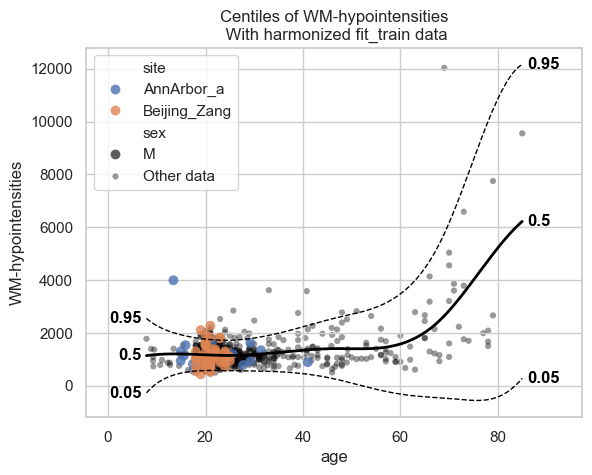 Centiles of WM-hypointensities
With harmonized fit_train data
WM-hypointensities
12000
10000
8000
6000
4000
2000
0
site
AnnArbor_a
Beijing_Zang
sex
M
Other data
0.95
0.5
0.05
0.95
0.5
0.05
0
20
40
60
80
age